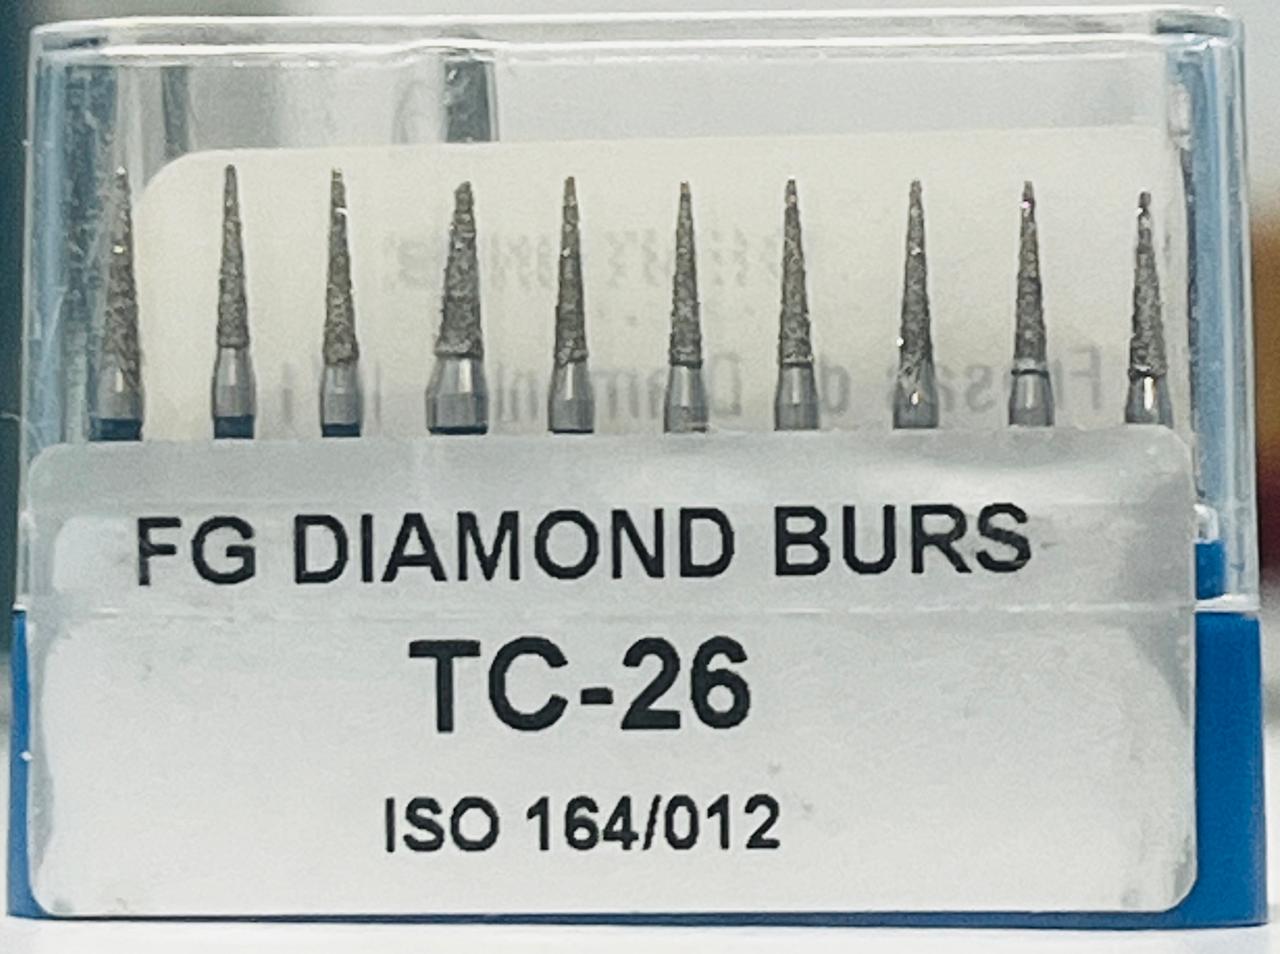 FG DIAMOND BURS
TC-26
ISO 164/012